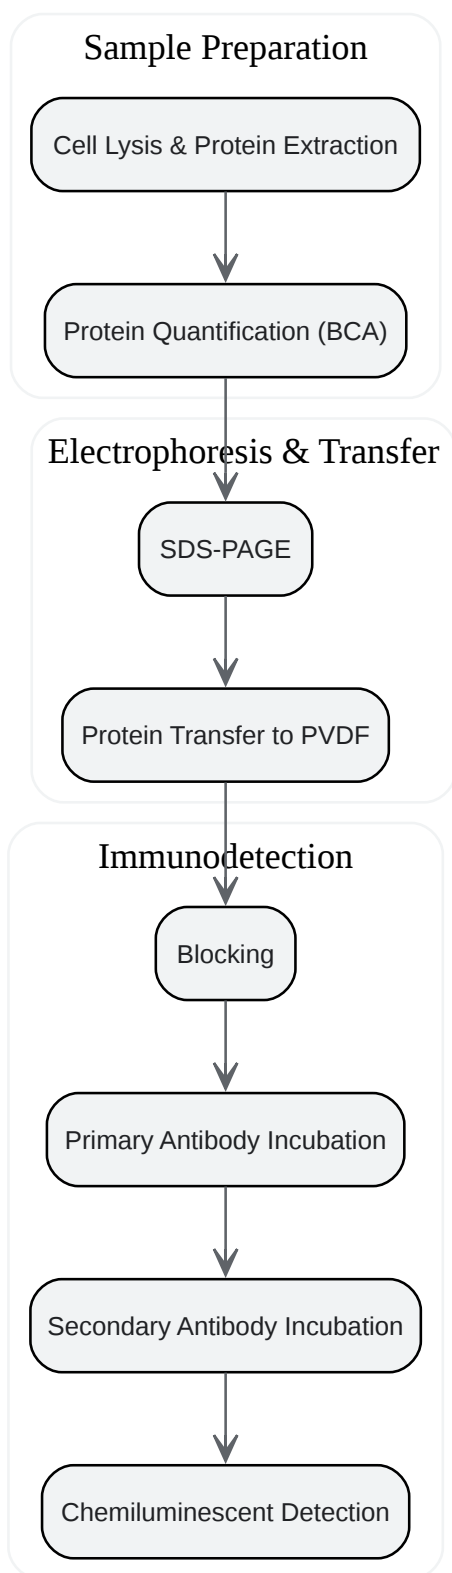 Sample Preparation
Cell Lysis & Protein Extraction
Protein Quantification (BCA)
Electrophoresis & Transfer
SDS-PAGE
Protein Transfer to PVDF
Immunodetection
Blocking
Primary Antibody Incubation
Secondary Antibody Incubation
Chemiluminescent Detection